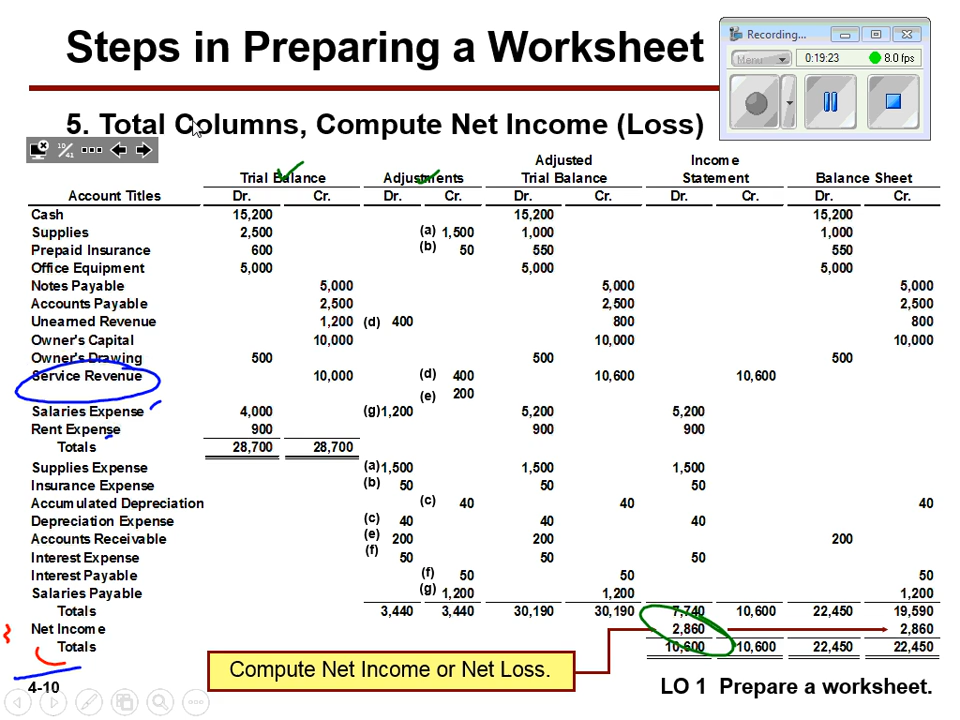 Steps in Preparing a Worksheet
Recording...
Menu
0:19:23 8.0 fps
5. Total Columns, Compute Net Income (Loss)
Adjusted Income
Trial Balance Adjustments Trial Balance Statement Balance Sheet
Account Titles Dr. Cr. Dr. Cr. Dr. Cr. Dr. Cr. Dr. Cr.
Cash 15,200 15,200 15,200
Supplies 2,500 (a) 1,500 1,000 1,000
Prepaid Insurance 600 (b) 50 550 550
Office Equipment 5,000 5,000 5,000
Notes Payable 5,000 5,000 5,000
Accounts Payable 2,500 2,500 2,500
Unearned Revenue 1,200 (d) 400 800 800
Owner's Capital 10,000 10,000 10,000
Owner's Drawing 500 500 500
Service Revenue 10,000 (d) 400 10,600 10,600
(e) 200
Salaries Expense 4,000 (g) 1,200 5,200 5,200
Rent Expense 900 900 900
Totals 28,700 28,700
Supplies Expense (a) 1,500 1,500 1,500
Insurance Expense (b) 50 50 50
Accumulated Depreciation (c) 40 40 40
Depreciation Expense (c) 40 40 40
Accounts Receivable (e) 200 200 200
Interest Expense (f) 50 50 50
Interest Payable (f) 50 50 50
Salaries Payable (g) 1,200 1,200 1,200
Totals 3,440 3,440 30,190 30,190 7,740 10,600 22,450 19,590
Net Income 2,860 2,860
Totals 10,600 10,600 22,450 22,450
Compute Net Income or Net Loss.
4-10
LO 1 Prepare a worksheet.